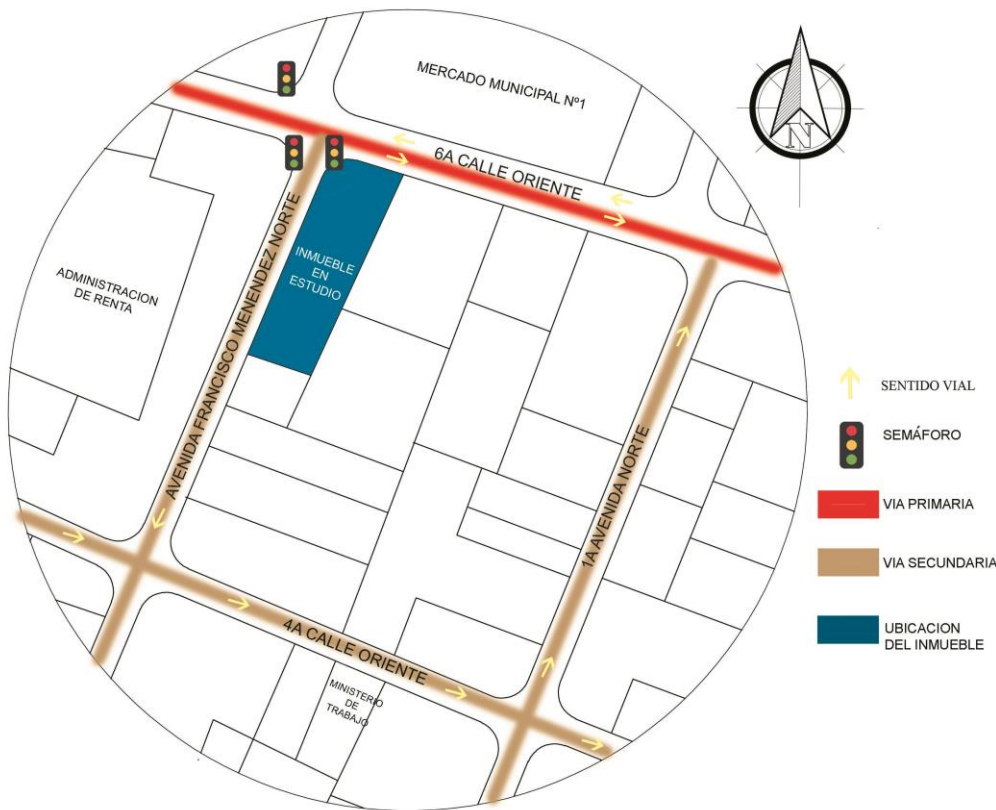 MERCADO MUNICIPAL Nº1
6A CALLE ORIENTE
N
INMUEBLE
EN
ESTUDIO
ADMINISTRACION
DE RENTA
AVENIDA FRANCISCO MENENDEZ NORTE
1A AVENIDA NORTE
4A CALLE ORIENTE
MINISTERIO
DE
TRABAJO
SENTIDO VIAL
SEMÁFORO
VIA PRIMARIA
VIA SECUNDARIA
UBICACION
DEL INMUEBLE